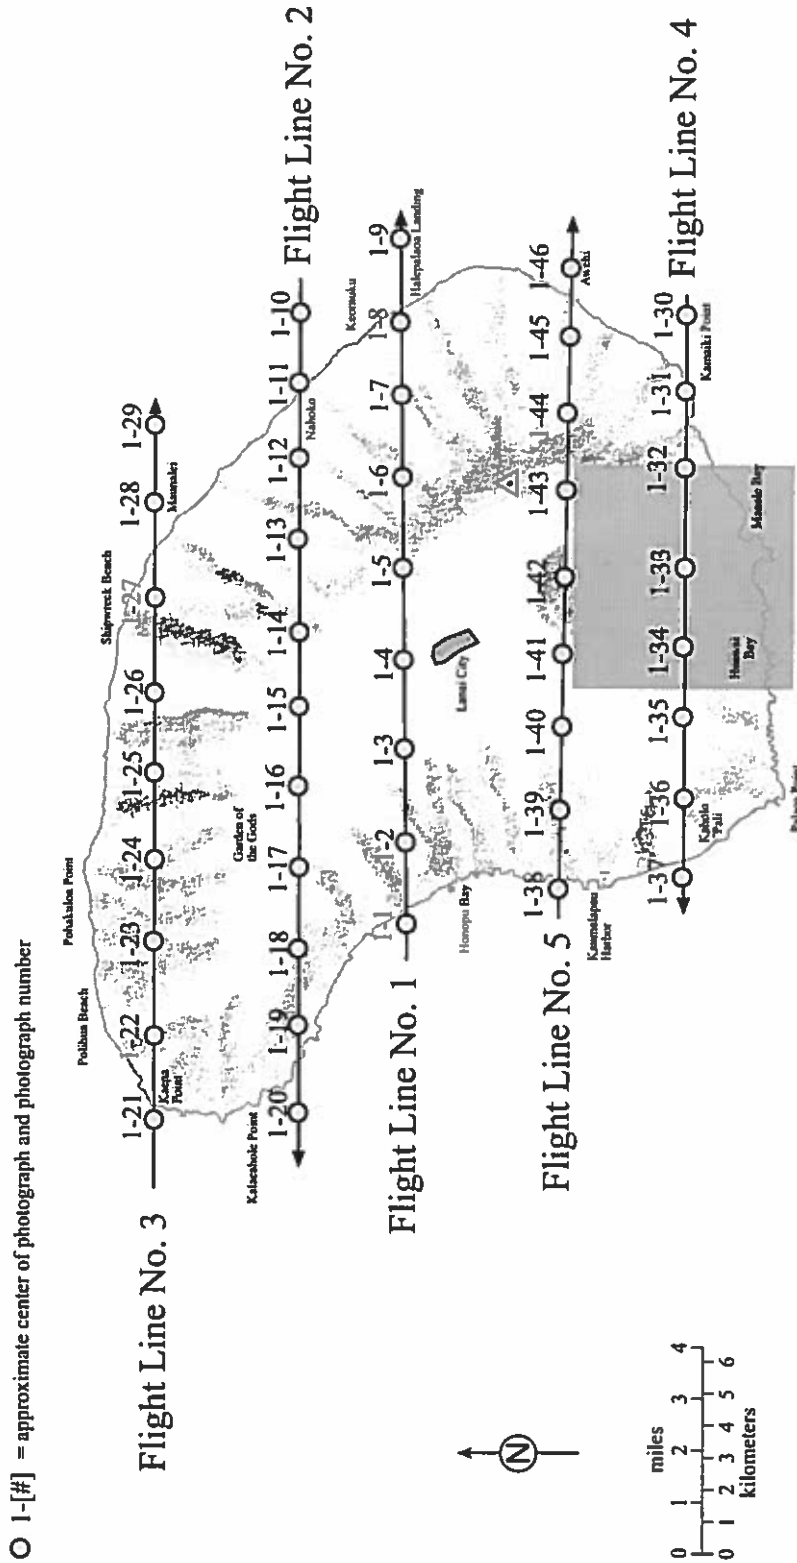 1-[#] = approximate center of photograph and photograph number
Flight Line No. 3
1-21
1-22
1-23
1-24
1-25
1-26
1-27
1-28
1-29
Kaena
Point
Polihua Beach
Pohakuloa Point
Shipwreck Beach
Maunalei
Flight Line No. 2
1-10
1-11
1-12
1-13
1-14
1-15
1-16
1-17
1-18
1-19
1-20
Kaomoku
Nahoko
Garden of
the Gods
Kalaeahole Point
Flight Line No. 1
1-1
1-2
1-3
1-4
1-5
1-6
1-7
1-8
1-9
Halepalaoa Landing
Honopu Bay
Lanai City
Flight Line No. 5
1-38
1-39
1-40
1-41
1-42
1-43
1-44
1-45
1-46
Awehi
Kaumalapau
Harbor
Flight Line No. 4
1-30
1-31
1-32
1-33
1-34
1-35
1-36
1-37
Kamaiki Point
Manele Bay
Bay
Kaholo
Pali
N
miles
0 1 2 3 4
0 1 2 3 4 5 6
kilometers